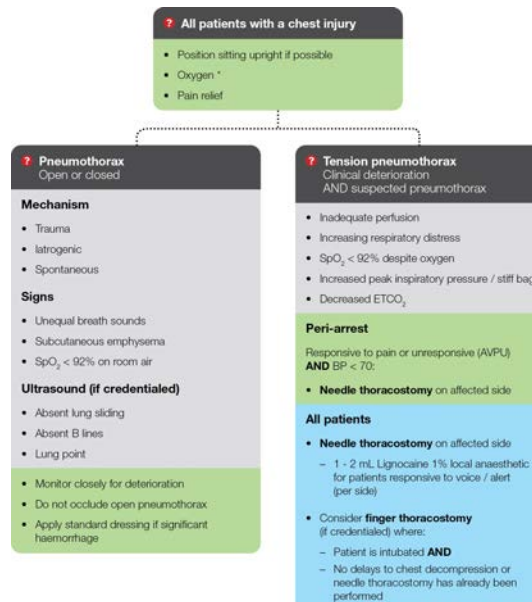 ? All patients with a chest injury
• Position sitting upright if possible
• Oxygen *
• Pain relief
? Pneumothorax
Open or closed
Mechanism
• Trauma
• Iatrogenic
• Spontaneous
Signs
• Unequal breath sounds
• Subcutaneous emphysema
• SpO₂ < 92% on room air
Ultrasound (if credentialed)
• Absent lung sliding
• Absent B lines
• Lung point
• Monitor closely for deterioration
• Do not occlude open pneumothorax
• Apply standard dressing if significant
haemorrhage
? Tension pneumothorax
Clinical deterioration
AND suspected pneumothorax
• Inadequate perfusion
• Increasing respiratory distress
• SpO₂ < 92% despite oxygen
• Increased peak inspiratory pressure / stiff bag
• Decreased ETCO₂
Peri-arrest
Responsive to pain or unresponsive (AVPU)
AND BP < 70:
• Needle thoracostomy on affected side
All patients
• Needle thoracostomy on affected side
– 1 - 2 mL Lignocaine 1% local anaesthetic
for patients responsive to voice / alert
(per side)
• Consider finger thoracostomy
(if credentialed) where:
– Patient is intubated AND
– No delays to chest decompression or
needle thoracostomy has already been
performed